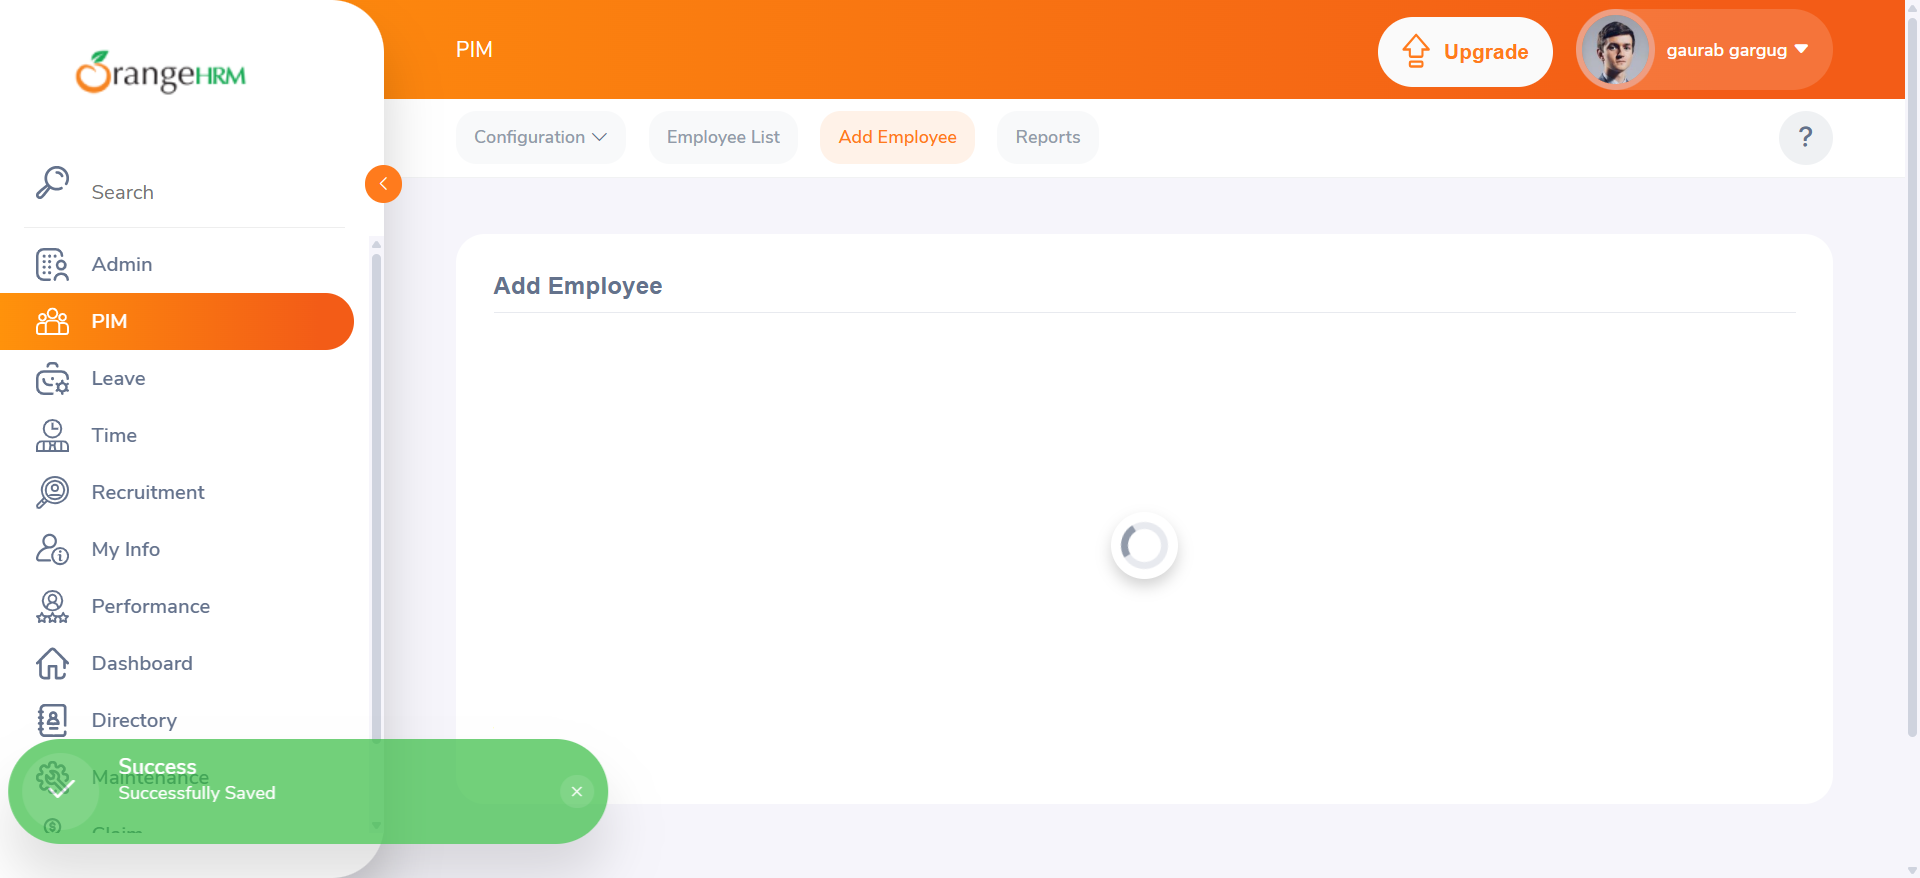 OrangeHRM
Search
Admin
PIM
Leave
Time
Recruitment
My Info
Performance
Dashboard
Directory
Maintenance
Claim
PIM
Upgrade
gaurab gargug
Configuration
Employee List
Add Employee
Reports
?
Add Employee
Success
Successfully Saved